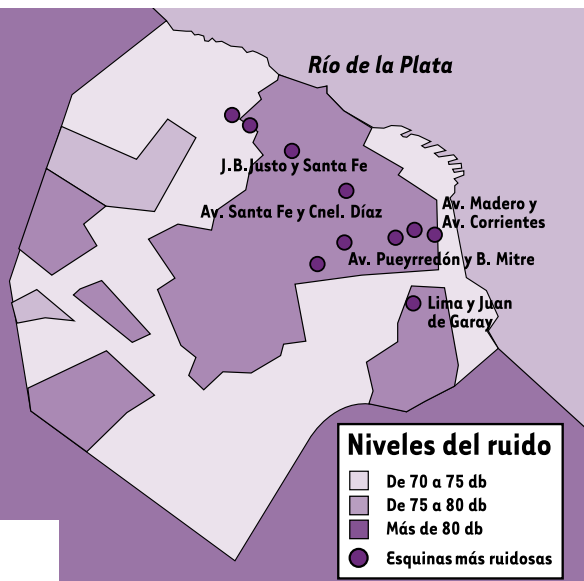 Río de la Plata
J.B.Justo y Santa Fe
Av. Santa Fe y Cnel. Díaz
Av. Madero y
Av. Corrientes
Av. Pueyrredón y B. Mitre
Lima y Juan
de Garay
Niveles del ruido
De 70 a 75 db
De 75 a 80 db
Más de 80 db
Esquinas más ruidosas